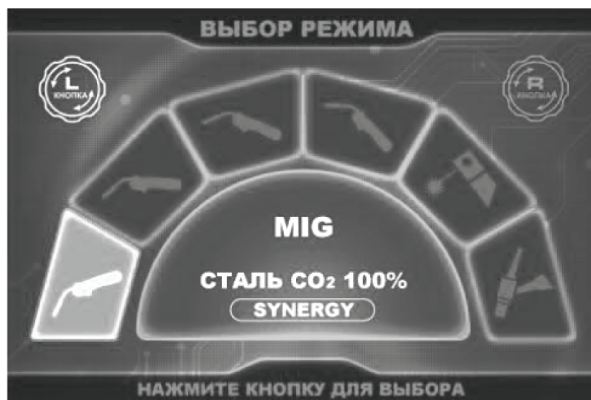 ВЫБОР РЕЖИМА
L
КНОПКА
R
КНОПКА
MIG
СТАЛЬ CO₂ 100%
SYNERGY
НАЖМИТЕ КНОПКУ ДЛЯ ВЫБОРА